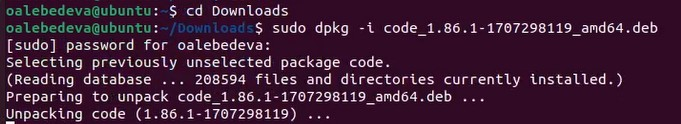 oalebedeva@ubuntu:~$ cd Downloads
oalebedeva@ubuntu:~/Downloads$ sudo dpkg -i code_1.86.1-1707298119_amd64.deb
[sudo] password for oalebedeva:
Selecting previously unselected package code.
(Reading database ... 208594 files and directories currently installed.)
Preparing to unpack code_1.86.1-1707298119_amd64.deb ...
Unpacking code (1.86.1-1707298119) ...